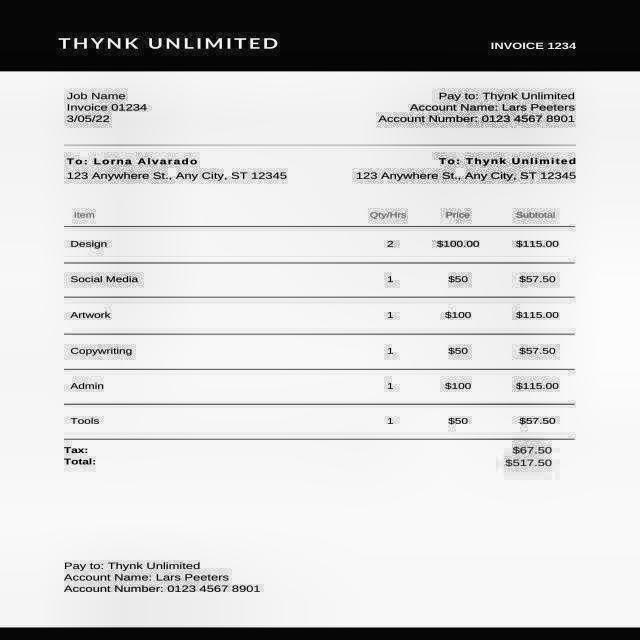 THYNK UNLIMITED
INVOICE 1234
Job Name
Invoice 01234
3/05/22
Pay to: Thynk Unlimited
Account Name: Lars Peeters
Account Number: 0123 4567 8901
To: Lorna Alvarado
123 Anywhere St., Any City, ST 12345
To: Thynk Unlimited
123 Anywhere St., Any City, ST 12345
Item Qty/Hrs Price Subtotal
Design 2 $100.00 $115.00
Social Media 1 $50 $57.50
Artwork 1 $100 $115.00
Copywriting 1 $50 $57.50
Admin 1 $100 $115.00
Tools 1 $50 $57.50
Tax: $67.50
Total: $517.50
Pay to: Thynk Unlimited
Account Name: Lars Peeters
Account Number: 0123 4567 8901